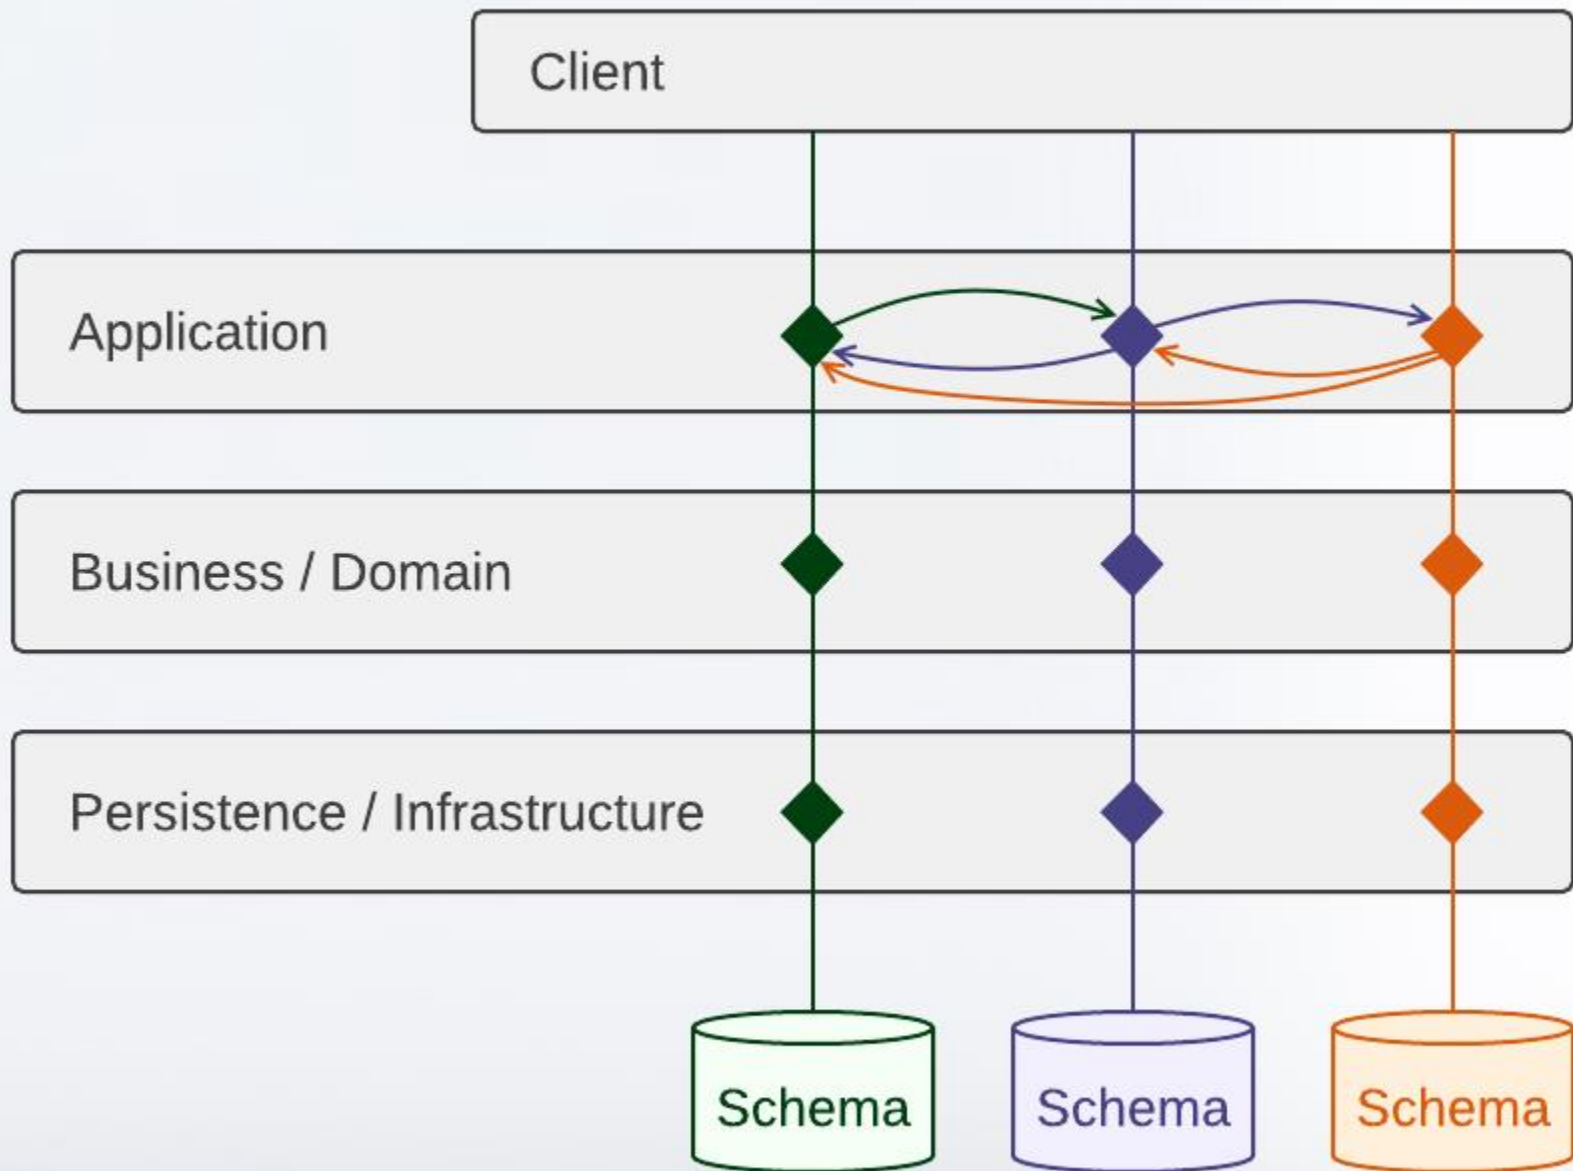 Client
Application
Business / Domain
Persistence / Infrastructure
Schema
Schema
Schema